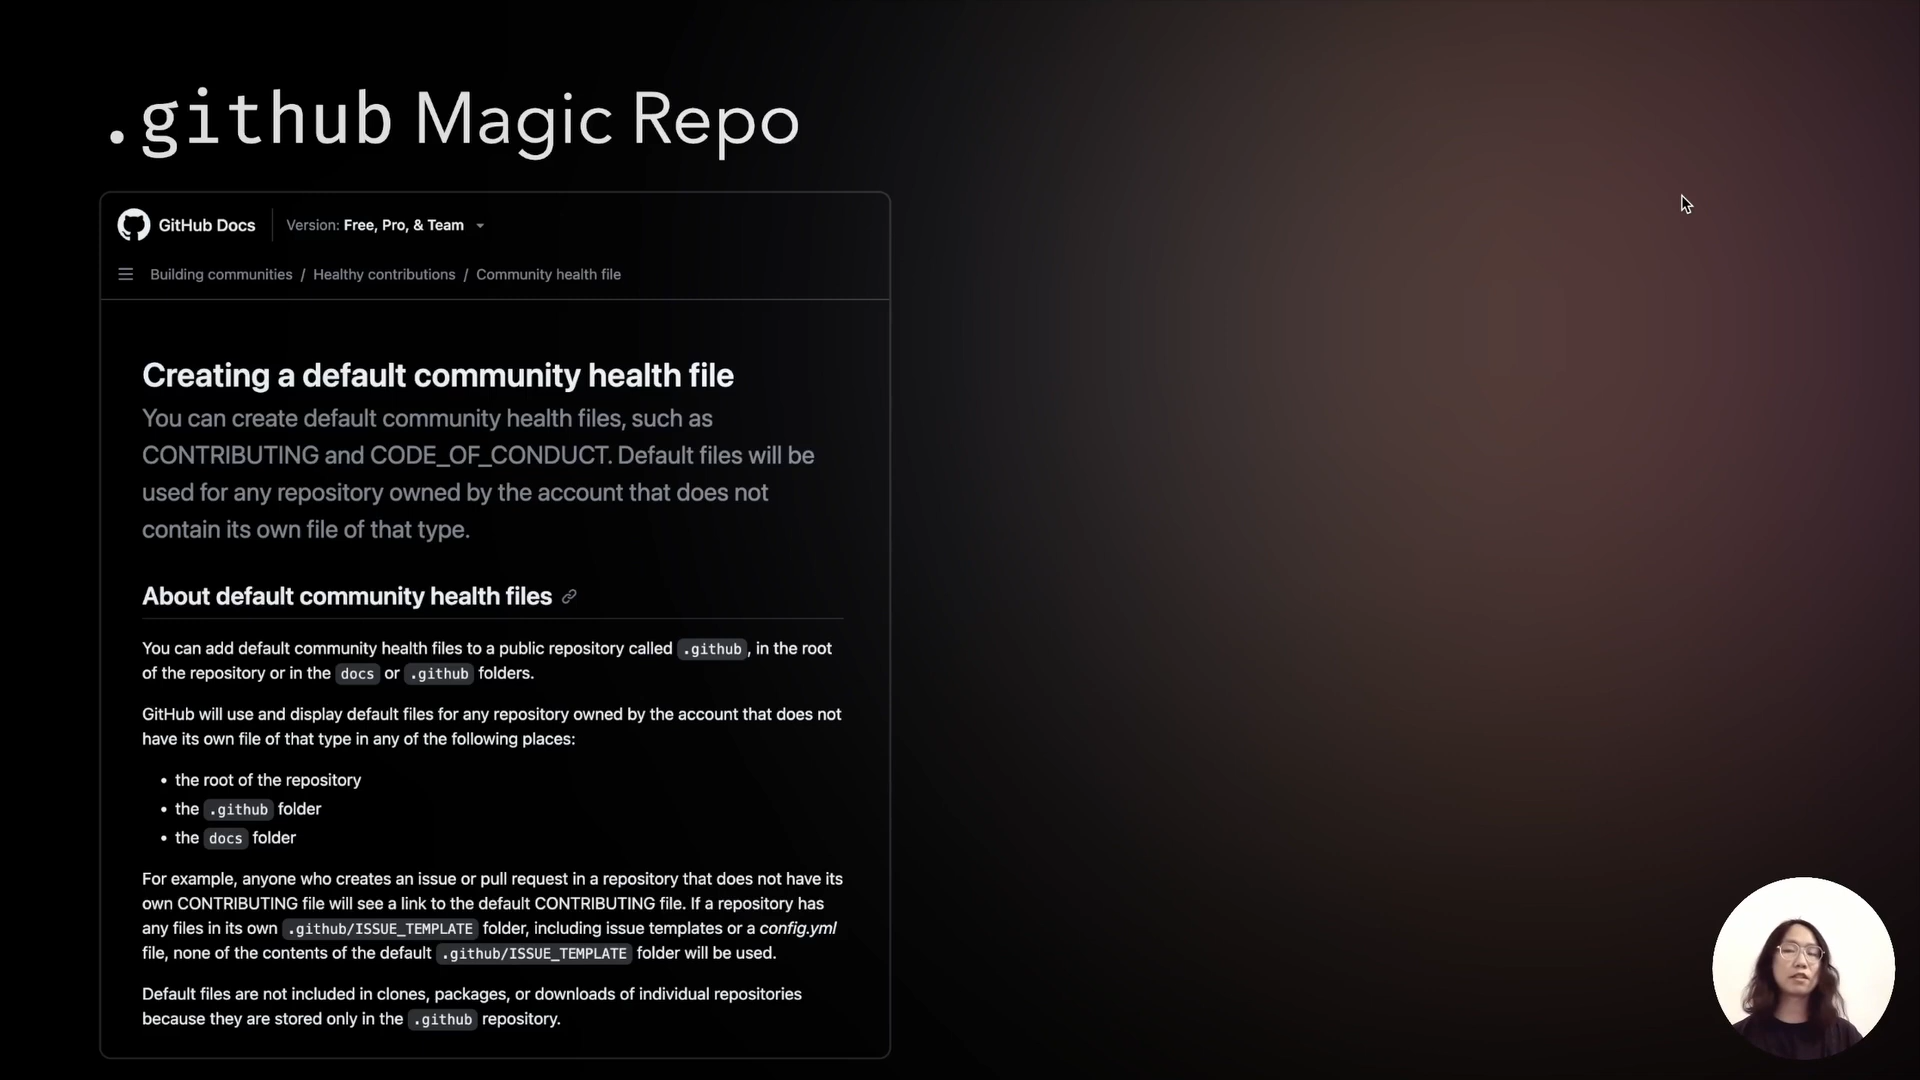 .github Magic Repo
GitHub Docs Version: Free, Pro, & Team
Building communities / Healthy contributions / Community health file
Creating a default community health file
You can create default community health files, such as
CONTRIBUTING and CODE_OF_CONDUCT. Default files will be
used for any repository owned by the account that does not
contain its own file of that type.
About default community health files
You can add default community health files to a public repository called .github, in the root
of the repository or in the docs or .github folders.
GitHub will use and display default files for any repository owned by the account that does not
have its own file of that type in any of the following places:
• the root of the repository
• the .github folder
• the docs folder
For example, anyone who creates an issue or pull request in a repository that does not have its
own CONTRIBUTING file will see a link to the default CONTRIBUTING file. If a repository has
any files in its own .github/ISSUE_TEMPLATE folder, including issue templates or a config.yml
file, none of the contents of the default .github/ISSUE_TEMPLATE folder will be used.
Default files are not included in clones, packages, or downloads of individual repositories
because they are stored only in the .github repository.